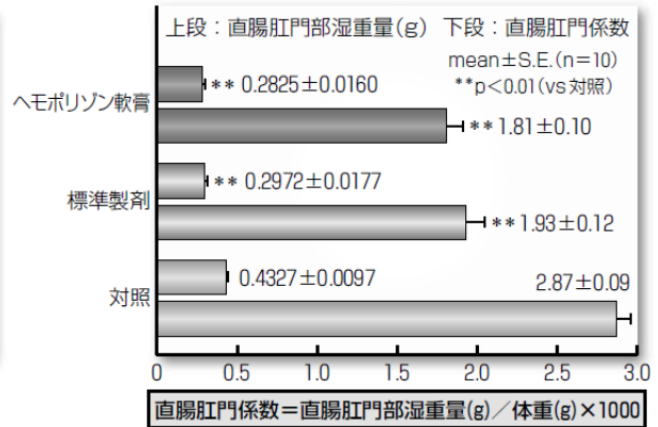 上段：直腸肛門部湿重量(g) 下段：直腸肛門係数
mean±S.E.(n=10)
**p<0.01(vs対照)
ヘモポリゾン軟膏
**0.2825±0.0160
**1.81±0.10
標準製剤
**0.2972±0.0177
**1.93±0.12
対照
0.4327±0.0097
2.87±0.09
0 0.5 1.0 1.5 2.0 2.5 3.0
直腸肛門係数＝直腸肛門部湿重量(g)／体重(g)×1000